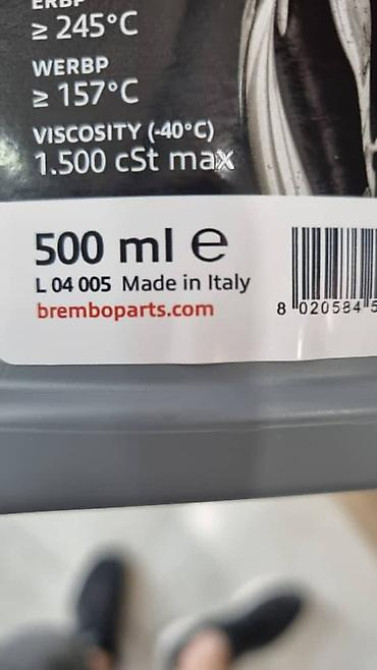 ERBP
≥ 245°C
WERBP
≥ 157°C
VISCOSITY (-40°C)
1.500 cSt max
500 ml ℮
L 04 005 Made in Italy
bremboparts.com
8 020584 5